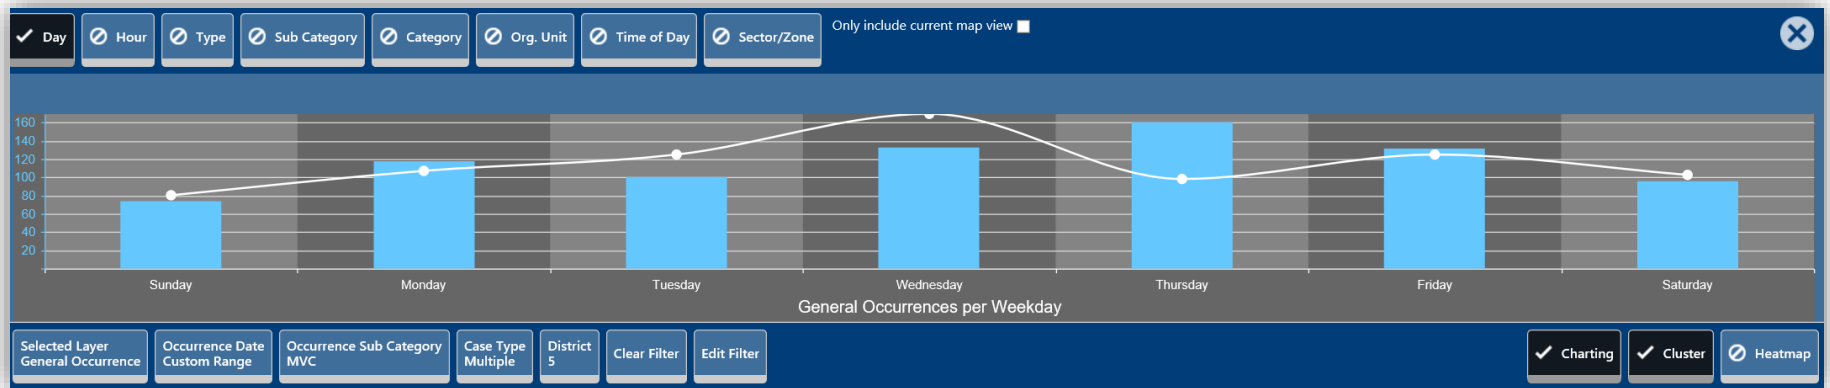 Day
Hour
Type
Sub Category
Category
Org. Unit
Time of Day
Sector/Zone
Only include current map view
160
140
120
100
80
60
40
20
Sunday
Monday
Tuesday
Wednesday
Thursday
Friday
Saturday
General Occurrences per Weekday
Selected Layer
General Occurrence
Occurrence Date
Custom Range
Occurrence Sub Category
MVC
Case Type
Multiple
District
5
Clear Filter
Edit Filter
Charting
Cluster
Heatmap